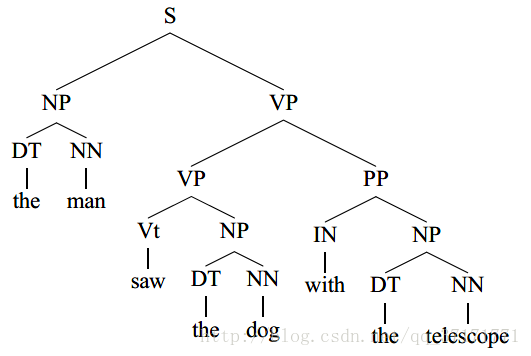 S
NP VP
DT NN VP PP
the man Vt NP IN NP
saw DT NN with DT NN
the dog the telescope